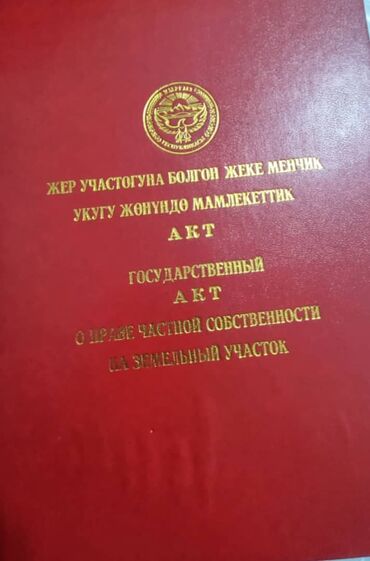 ЖЕР УЧАСТОГУНА БОЛГОН ЖЕКЕ МЕНЧИК
УКУГУ ЖӨНҮНДӨ МАМЛЕКЕТТИК
АКТ
ГОСУДАРСТВЕННЫЙ
АКТ
О ПРАВЕ ЧАСТНОЙ СОБСТВЕННОСТИ
НА ЗЕМЕЛЬНЫЙ УЧАСТОК